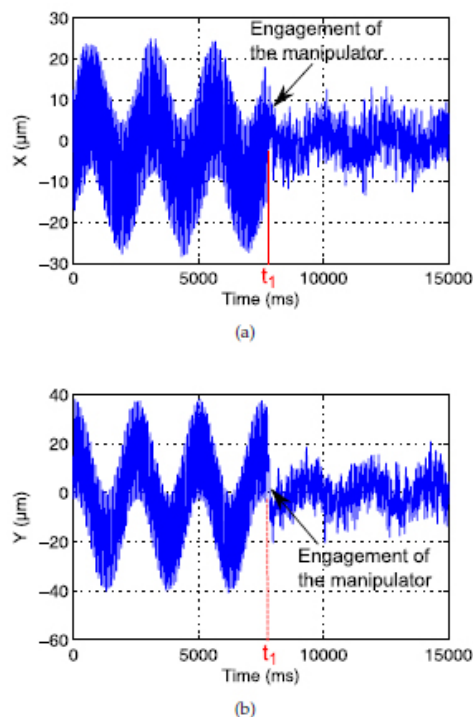 Engagement of
the manipulator
30
20
10
0
−10
−20
−30
X (μm)
0
5000
10000
15000
t1
Time (ms)
(a)
40
20
0
−20
−40
−60
Y (μm)
Engagement of
the manipulator
0
5000
10000
15000
t1
Time (ms)
(b)